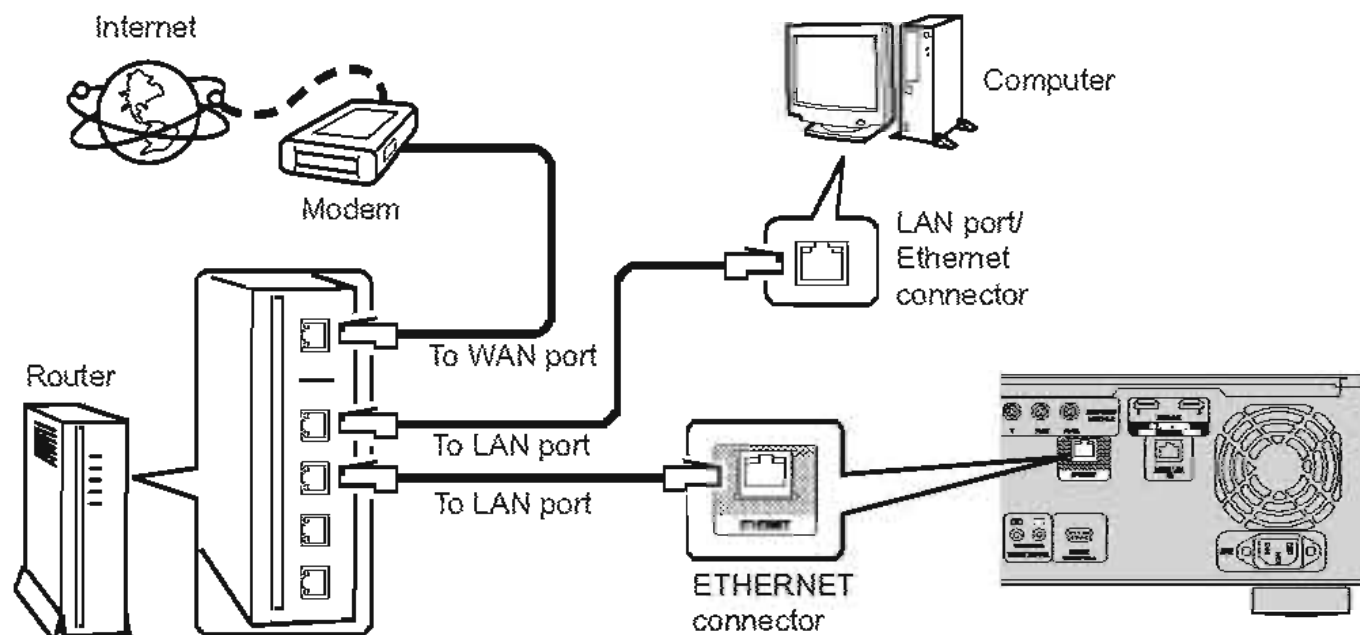 Internet
Computer
Modem
LAN port/
Ethernet
connector
To WAN port
Router
To LAN port
To LAN port
ETHERNET
ETHERNET
connector